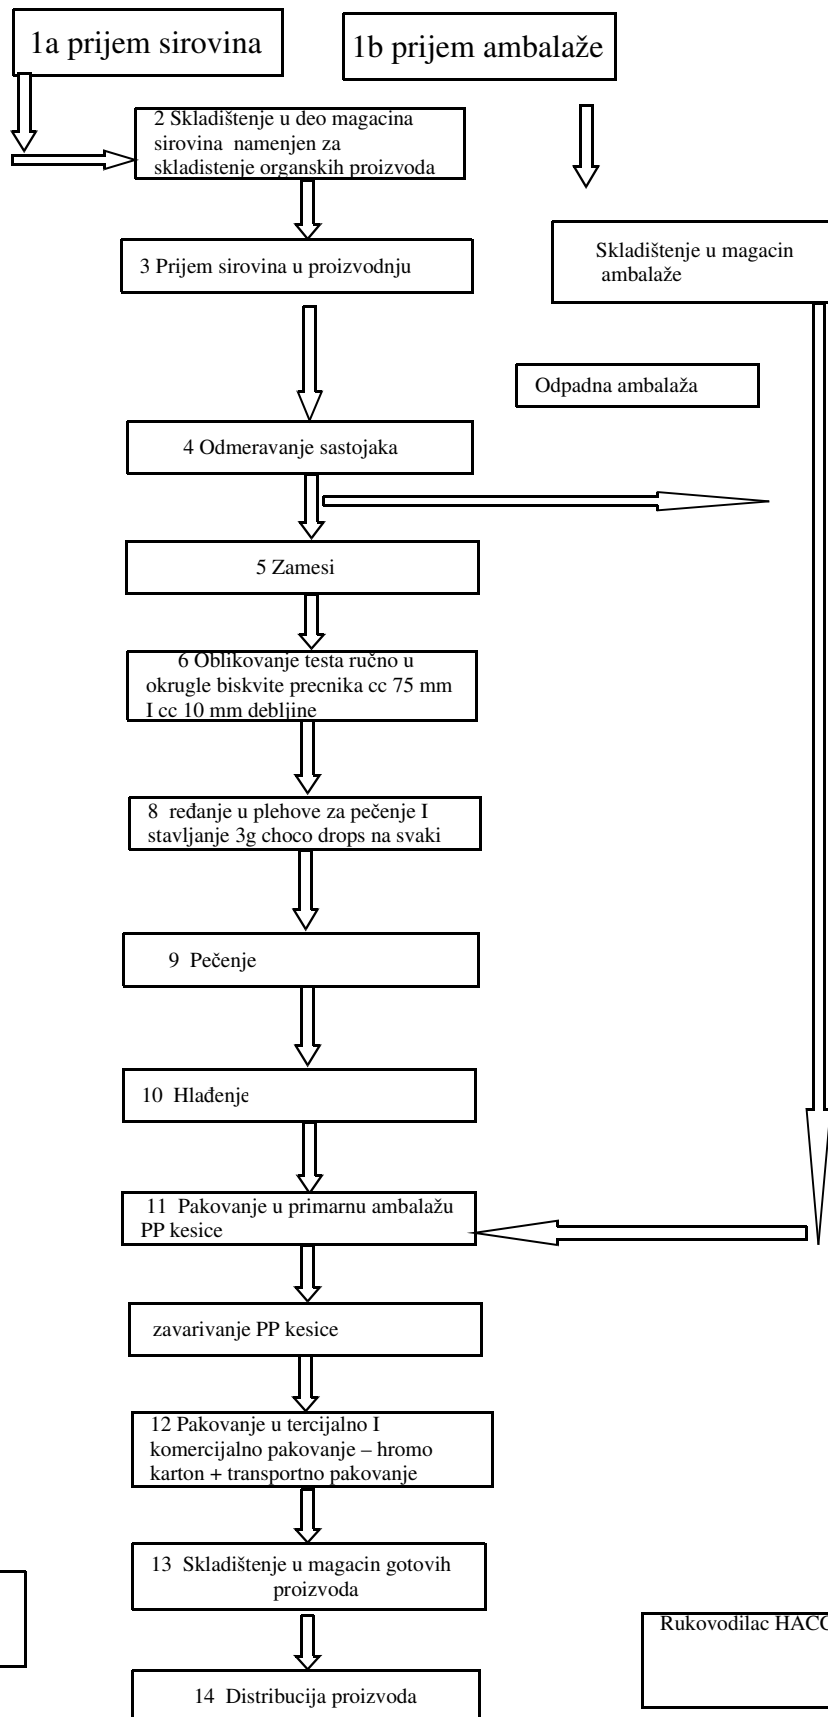 1a prijem sirovina
1b prijem ambalaže
2 Skladištenje u deo magacina
sirovina namenjen za
skladistenje organskih proizvoda
3 Prijem sirovina u proizvodnju
Skladištenje u magacin
ambalaže
Odpadna ambalaža
4 Odmeravanje sastojaka
5 Zamesi
6 Oblikovanje testa ručno u
okrugle biskvite precnika cc 75 mm
I cc 10 mm debljine
8 ređanje u plehove za pečenje I
stavljanje 3g choco drops na svaki
9 Pečenje
10 Hlađenje
11 Pakovanje u primarnu ambalažu
PP kesice
zavarivanje PP kesice
12 Pakovanje u tercijalno I
komercijalno pakovanje – hromo
karton + transportno pakovanje
13 Skladištenje u magacin gotovih
proizvoda
Rukovodilac HACC
14 Distribucija proizvoda